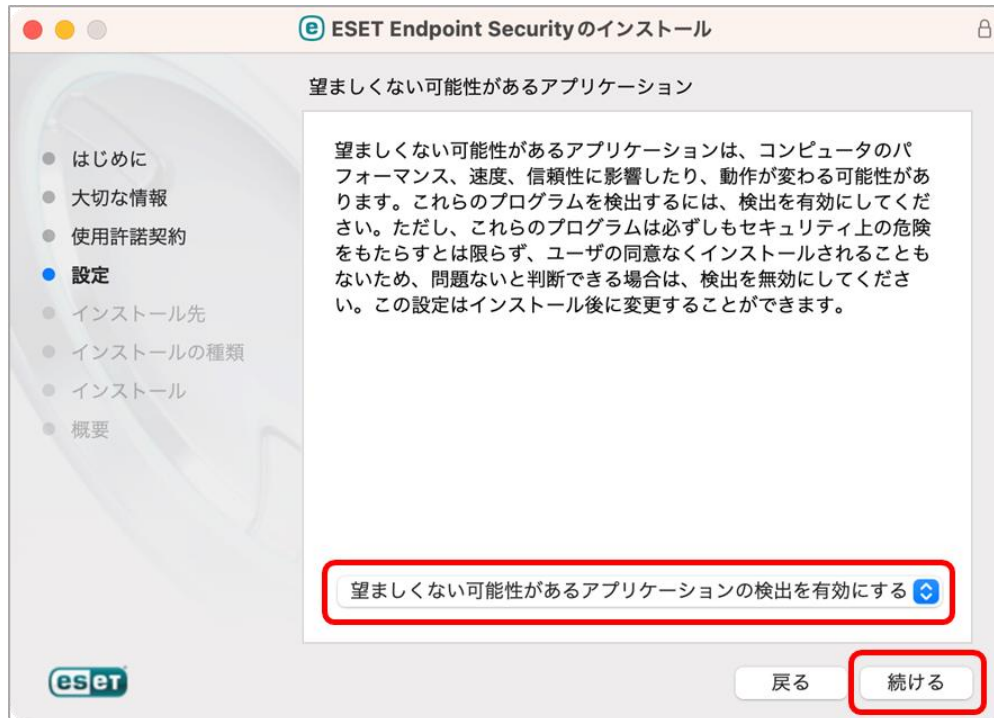 ESET Endpoint Securityのインストール
望ましくない可能性があるアプリケーション
はじめに
大切な情報
使用許諾契約
設定
インストール先
インストールの種類
インストール
概要
望ましくない可能性があるアプリケーションは、コンピュータのパ
フォーマンス、速度、信頼性に影響したり、動作が変わる可能性があ
ります。これらのプログラムを検出するには、検出を有効にしてくだ
さい。ただし、これらのプログラムは必ずしもセキュリティ上の危険
をもたらすとは限らず、ユーザの同意なくインストールされることも
ないため、問題ないと判断できる場合は、検出を無効にしてくださ
い。この設定はインストール後に変更することができます。
望ましくない可能性があるアプリケーションの検出を有効にする
eset
戻る
続ける